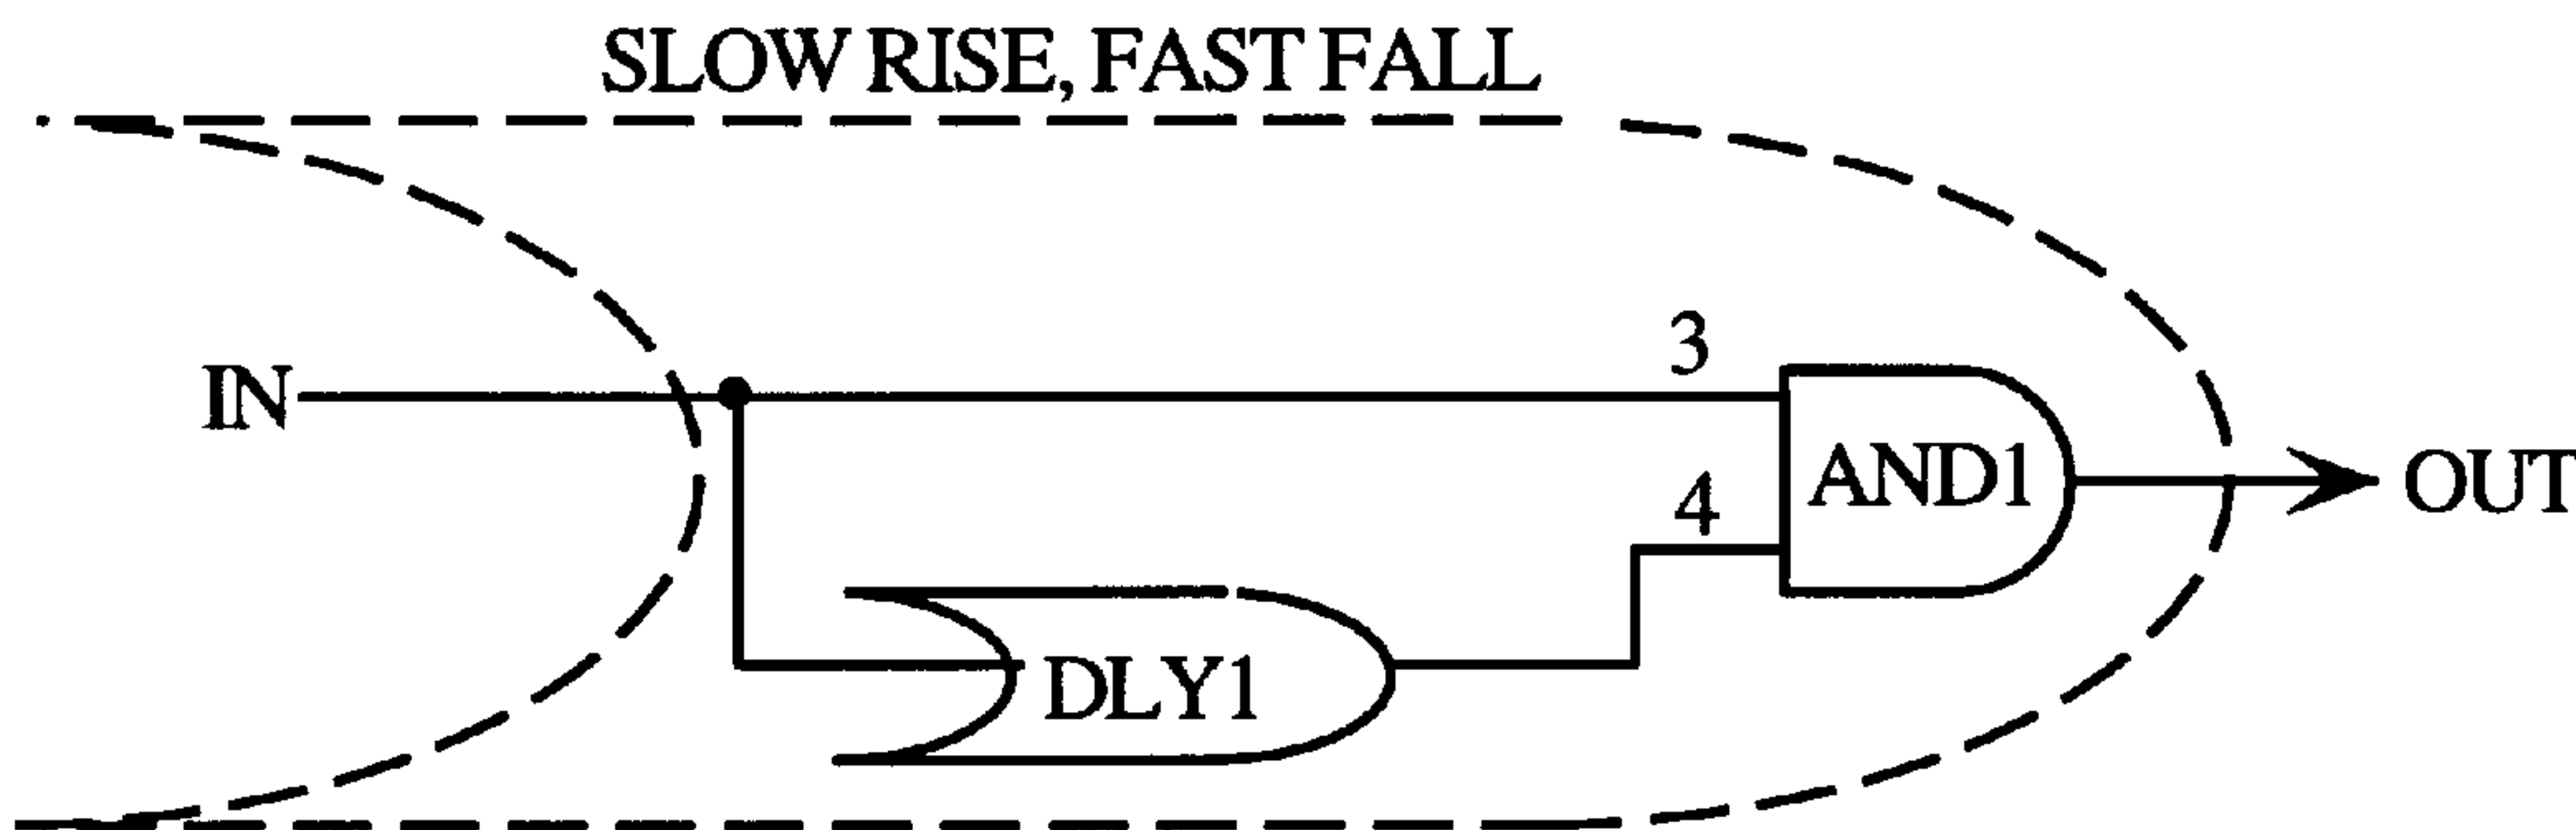 SLOW RISE, FAST FALL
3
IN
4
AND1
OUT
DLY1